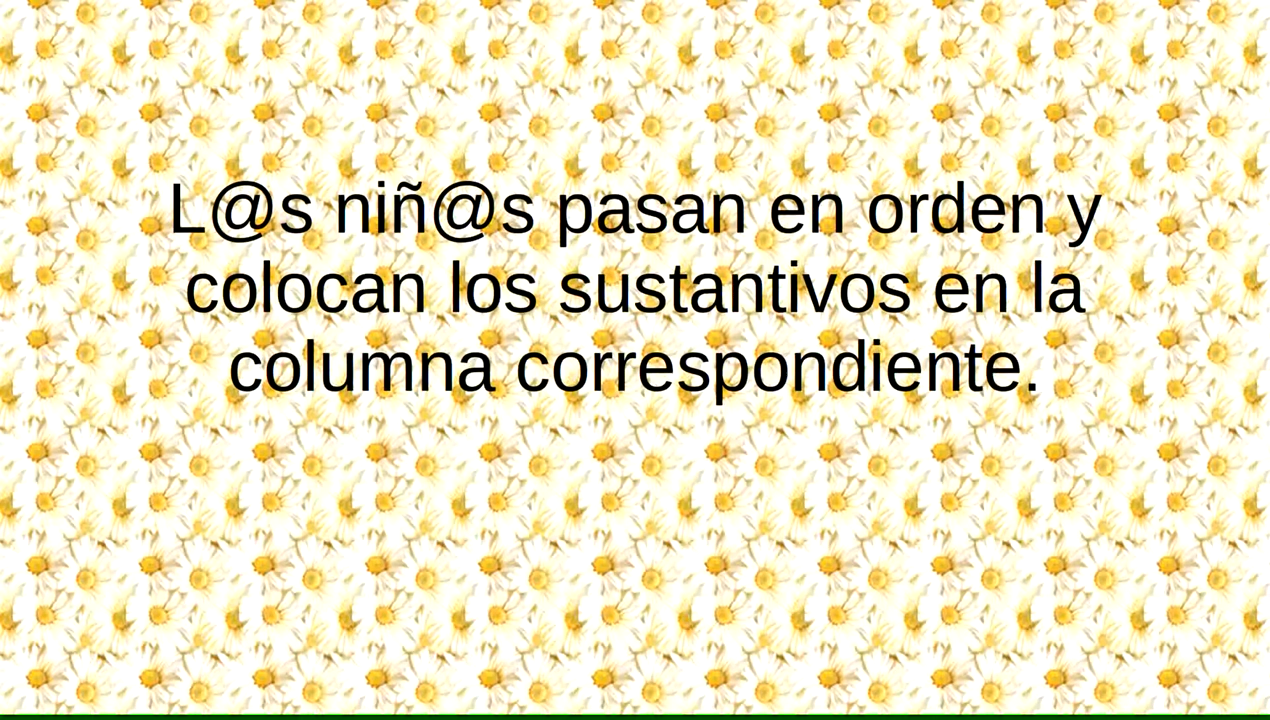 L@s niñ@s pasan en orden y
colocan los sustantivos en la
columna correspondiente.